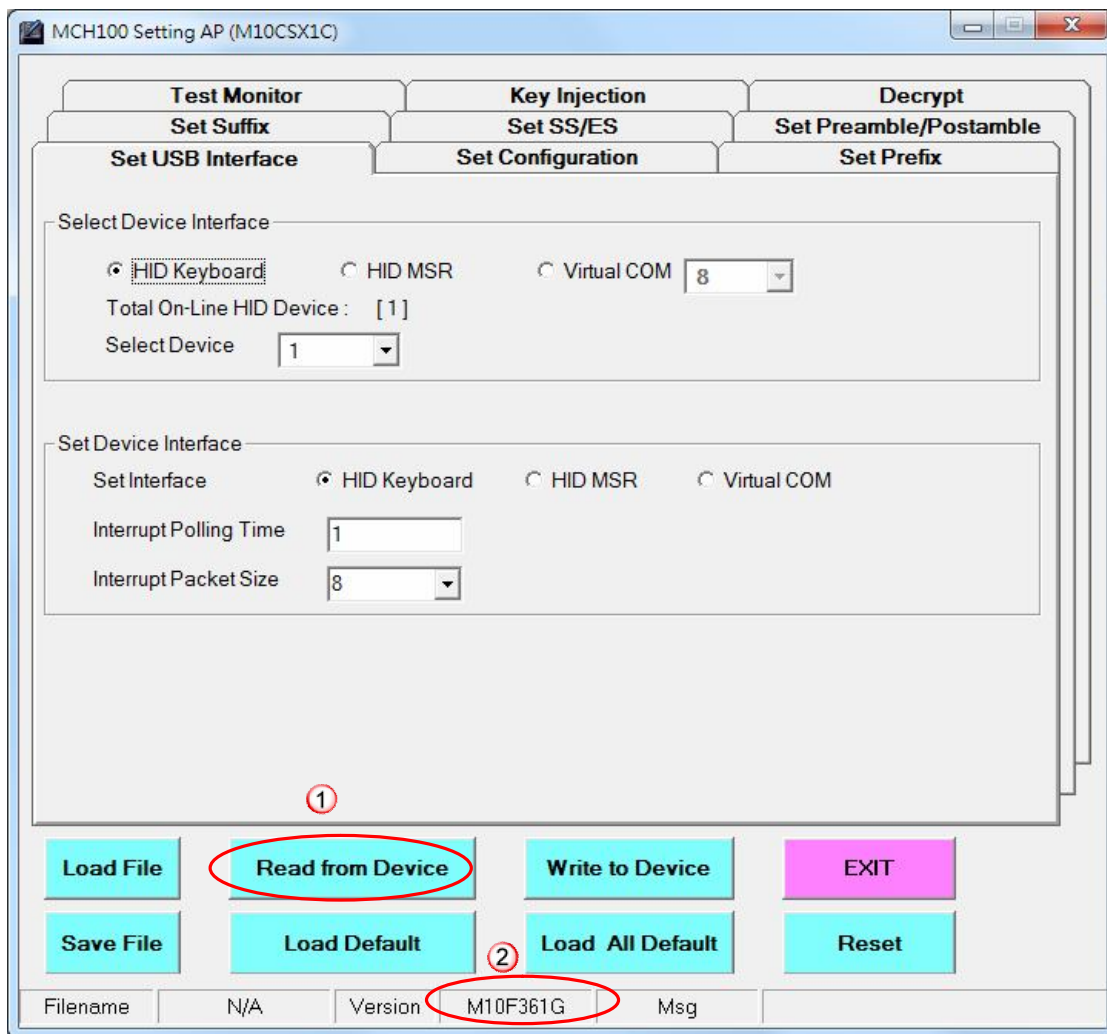 MCH100 Setting AP (M10CSX1C)
Test Monitor Key Injection Decrypt
Set Suffix Set SS/ES Set Preamble/Postamble
Set USB Interface Set Configuration Set Prefix
Select Device Interface
HID Keyboard HID MSR Virtual COM 8
Total On-Line HID Device : [ 1 ]
Select Device 1
Set Device Interface
Set Interface HID Keyboard HID MSR Virtual COM
Interrupt Polling Time 1
Interrupt Packet Size 8
1
Load File Read from Device Write to Device EXIT
Save File Load Default Load All Default Reset
2
Filename N/A Version M10F361G Msg